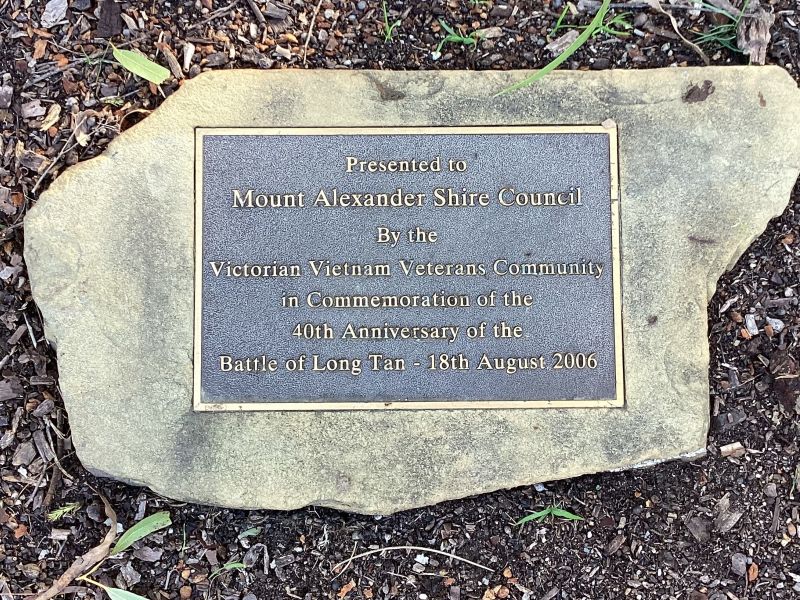 Presented to
Mount Alexander Shire Council
By the
Victorian Vietnam Veterans Community
in Commemoration of the
40th Anniversary of the
Battle of Long Tan - 18th August 2006